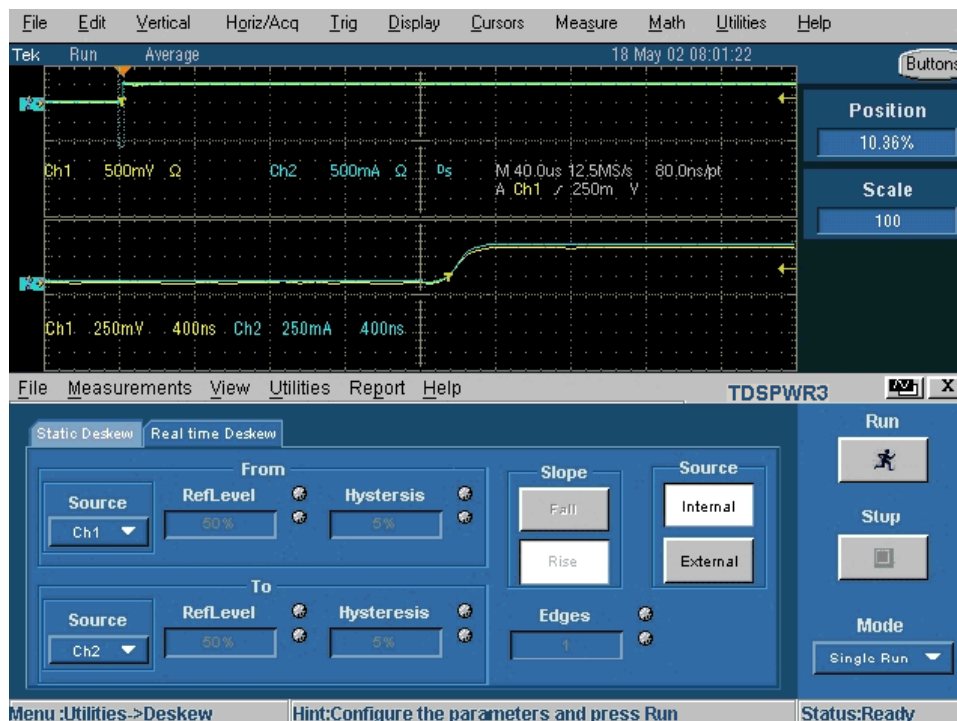 File Edit Vertical Horiz/Acq Trig Display Cursors Measure Math Utilities Help
Tek Run Average 18 May 02 08:01:22
Buttons
Position
10.36%
Scale
100
Ch1 500mV Ω Ch2 500mA Ω Ds M 40.0us 12.5MS/s 80.0ns/pt
A Ch1 / 250m V
Ch1 250mV 400ns Ch2 250mA 400ns
File Measurements View Utilities Report Help
TDSPWR3
X
Static Deskew Real time Deskew
From
Source RefLevel Hystersis
Ch1 50% 5%
To
Source RefLevel Hysteresis
Ch2 50% 5%
Slope
Fall
Rise
Source
Internal
External
Edges
1
Run
Stop
Mode
Single Run
Menu :Utilities->Deskew Hint:Configure the parameters and press Run Status:Ready